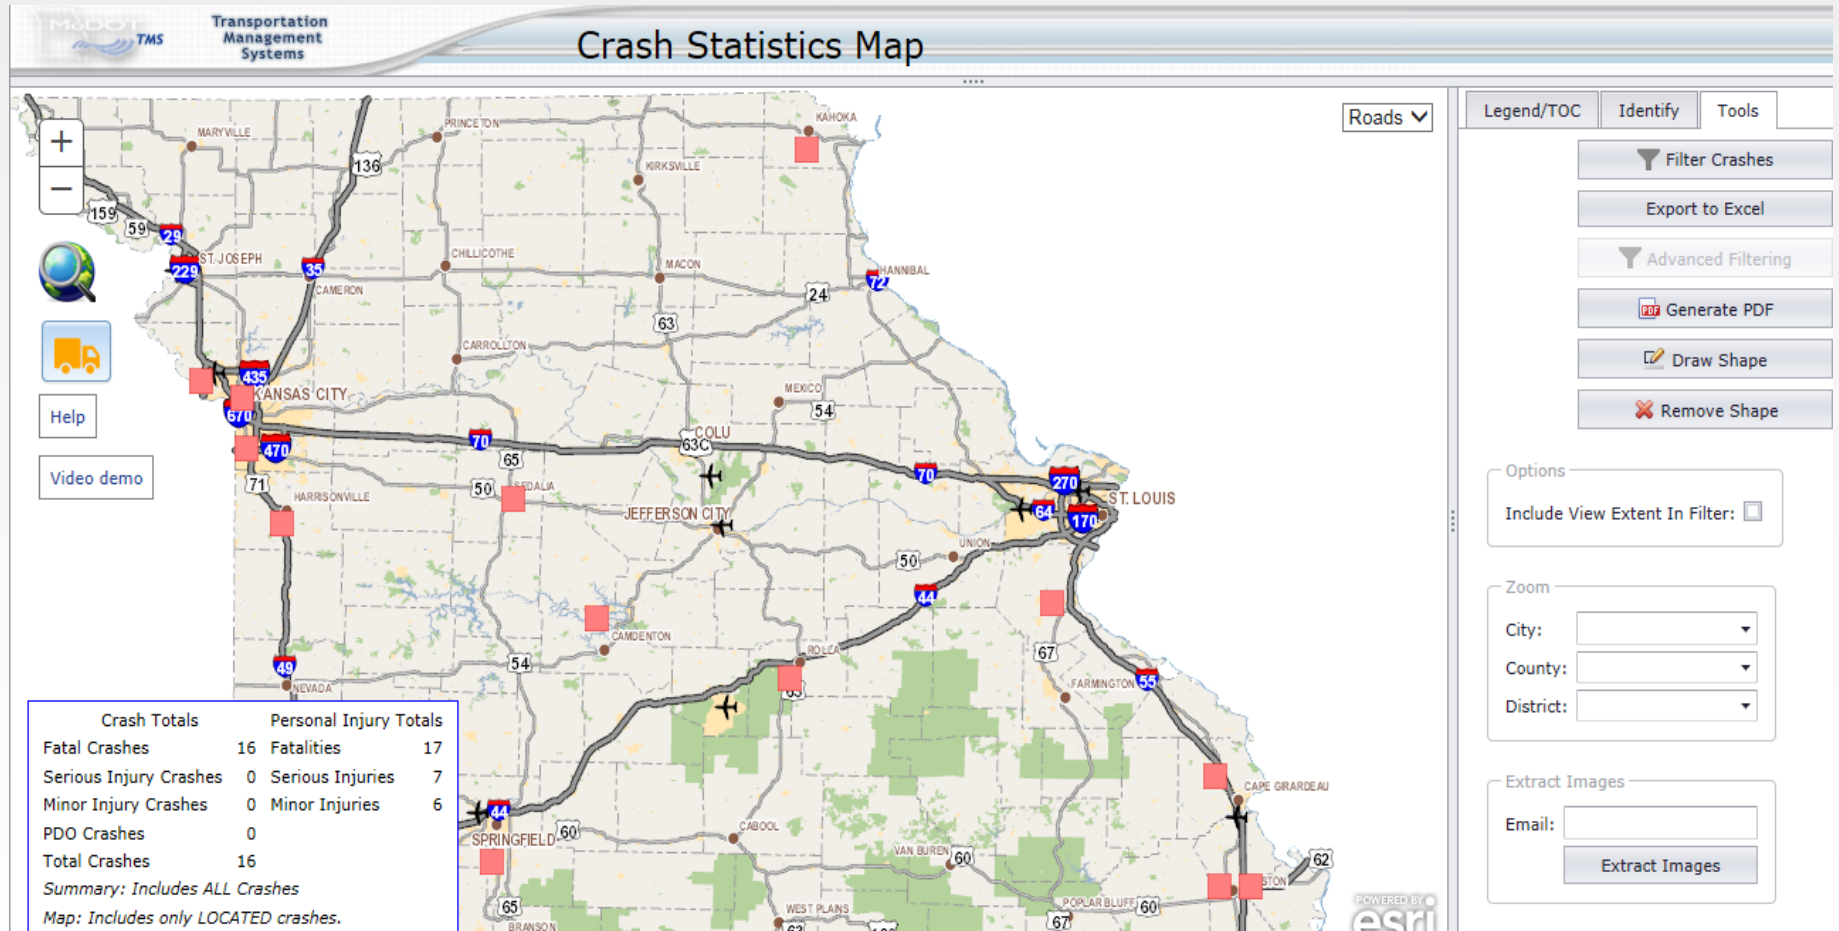 MoDOT
TMS
Transportation
Management
Systems
Crash Statistics Map
+
−
Help
Video demo
Roads
MARYVILLE
PRINCETON
KAHOKA
136
KIRKSVILLE
159
59
29
ST. JOSEPH
229
35
CAMERON
CHILLICOTHE
MACON
24
72
HANNIBAL
63
CARROLLTON
435
KANSAS CITY
670
MEXICO
54
470
70
63C
COLU
65
71
HARRISONVILLE
50
SEDALIA
JEFFERSON CITY
70
270
64
170
ST. LOUIS
UNION
50
44
CAMDENTON
54
ROLLA
63
67
49
NEVADA
FARMINGTON
55
CAPE GIRARDEAU
44
SPRINGFIELD
60
CABOOL
VAN BUREN
60
62
STON
65
BRANSON
WEST PLAINS
63
POPLAR BLUFF
60
67
POWERED BY
esri
Crash Totals Personal Injury Totals
Fatal Crashes 16 Fatalities 17
Serious Injury Crashes 0 Serious Injuries 7
Minor Injury Crashes 0 Minor Injuries 6
PDO Crashes 0
Total Crashes 16
Summary: Includes ALL Crashes
Map: Includes only LOCATED crashes.
Legend/TOC Identify Tools
Filter Crashes
Export to Excel
Advanced Filtering
PDF Generate PDF
Draw Shape
Remove Shape
Options
Include View Extent In Filter:
Zoom
City:
County:
District:
Extract Images
Email:
Extract Images